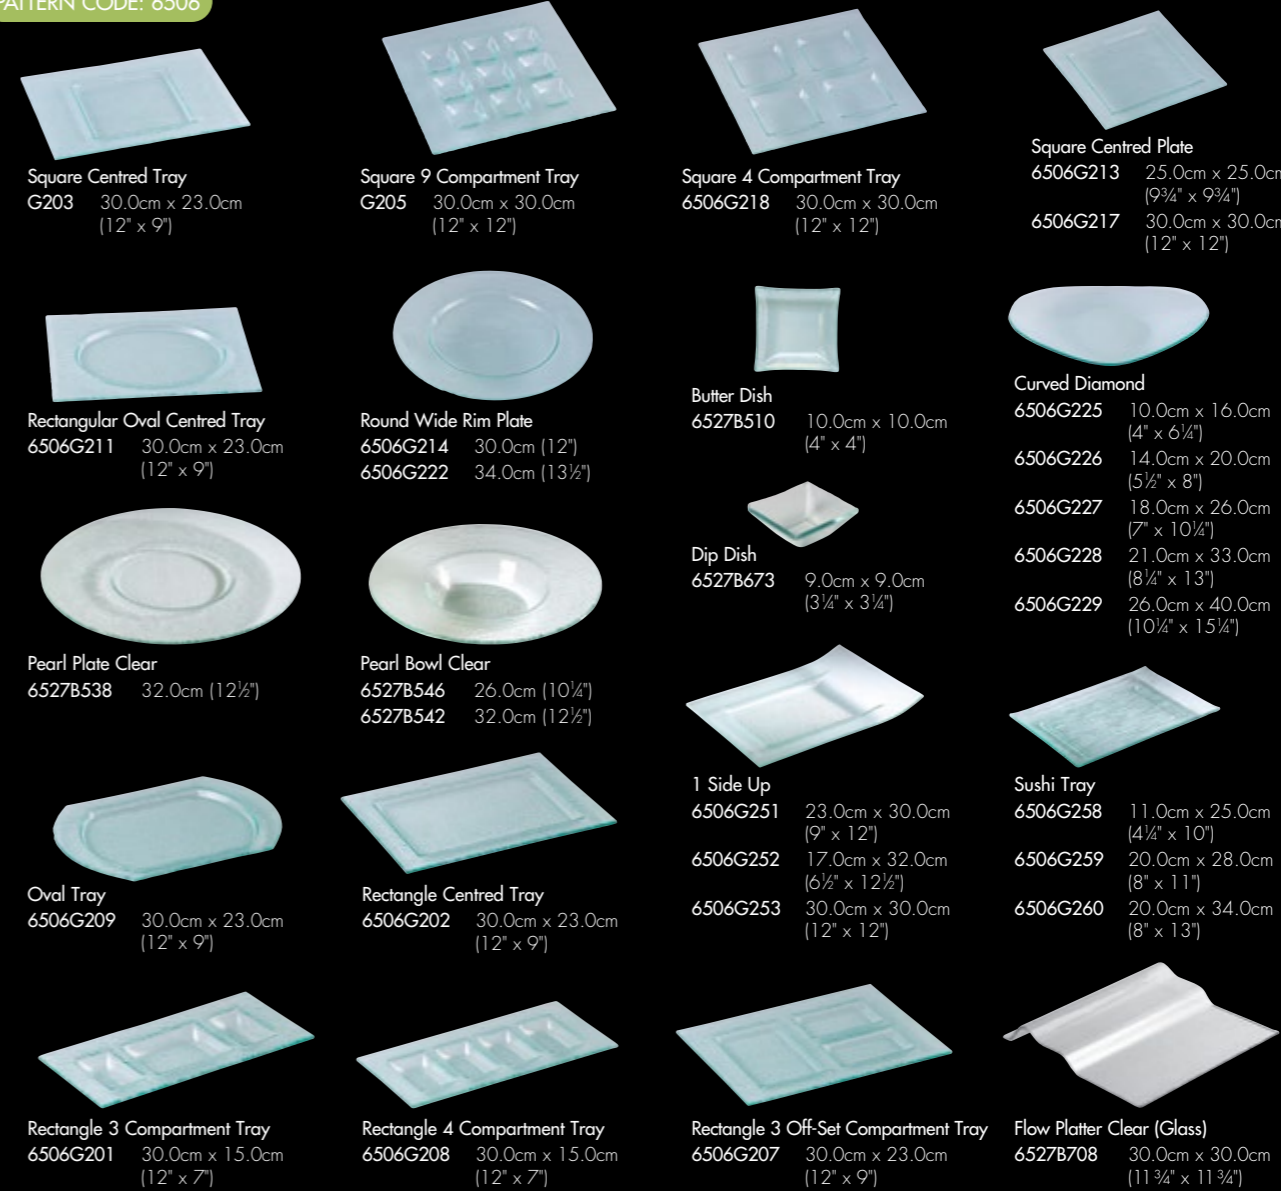 PATTERN CODE: 6506
Square Centred Tray
G203 30.0cm x 23.0cm
(12" x 9")
Square 9 Compartment Tray
G205 30.0cm x 30.0cm
(12" x 12")
Square 4 Compartment Tray
6506G218 30.0cm x 30.0cm
(12" x 12")
Square Centred Plate
6506G213 25.0cm x 25.0cm
(9¾" x 9¾")
6506G217 30.0cm x 30.0cm
(12" x 12")
Rectangular Oval Centred Tray
6506G211 30.0cm x 23.0cm
(12" x 9")
Round Wide Rim Plate
6506G214 30.0cm (12")
6506G222 34.0cm (13½")
Butter Dish
6527B510 10.0cm x 10.0cm
(4" x 4")
Dip Dish
6527B673 9.0cm x 9.0cm
(3¼" x 3¼")
Curved Diamond
6506G225 10.0cm x 16.0cm
(4" x 6¼")
6506G226 14.0cm x 20.0cm
(5½" x 8")
6506G227 18.0cm x 26.0cm
(7" x 10¼")
6506G228 21.0cm x 33.0cm
(8¼" x 13")
6506G229 26.0cm x 40.0cm
(10¼" x 15¼")
Pearl Plate Clear
6527B538 32.0cm (12½")
Pearl Bowl Clear
6527B546 26.0cm (10¼")
6527B542 32.0cm (12½")
1 Side Up
6506G251 23.0cm x 30.0cm
(9" x 12")
6506G252 17.0cm x 32.0cm
(6½" x 12½")
6506G253 30.0cm x 30.0cm
(12" x 12")
Sushi Tray
6506G258 11.0cm x 25.0cm
(4¼" x 10")
6506G259 20.0cm x 28.0cm
(8" x 11")
6506G260 20.0cm x 34.0cm
(8" x 13")
Oval Tray
6506G209 30.0cm x 23.0cm
(12" x 9")
Rectangle Centred Tray
6506G202 30.0cm x 23.0cm
(12" x 9")
Rectangle 3 Compartment Tray
6506G201 30.0cm x 15.0cm
(12" x 7")
Rectangle 4 Compartment Tray
6506G208 30.0cm x 15.0cm
(12" x 7")
Rectangle 3 Off-Set Compartment Tray
6506G207 30.0cm x 23.0cm
(12" x 9")
Flow Platter Clear (Glass)
6527B708 30.0cm x 30.0cm
(11¾" x 11¾")